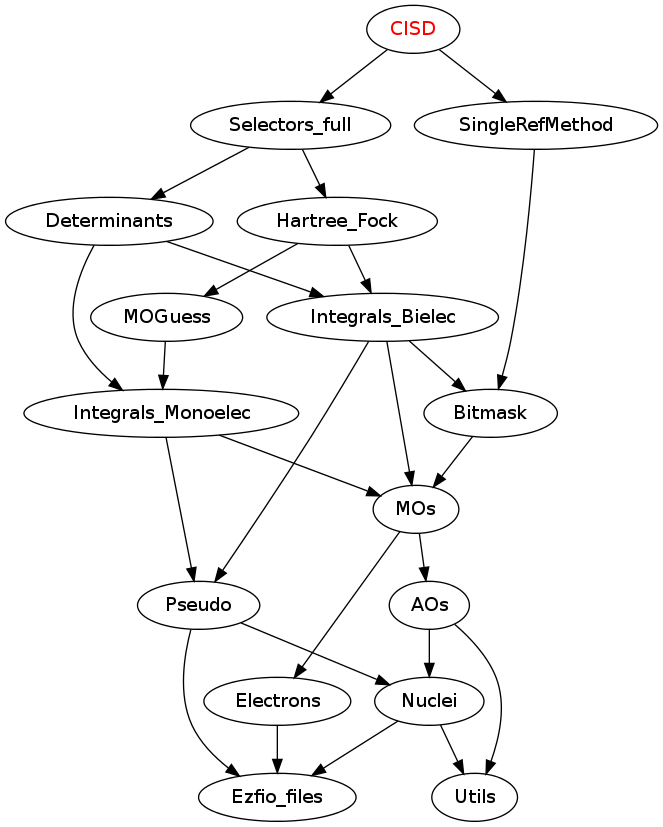 CISD
Selectors_full
SingleRefMethod
Determinants
Hartree_Fock
MOGuess
Integrals_Bielec
Integrals_Monoelec
Bitmask
MOs
Pseudo
AOs
Electrons
Nuclei
Ezfio_files
Utils